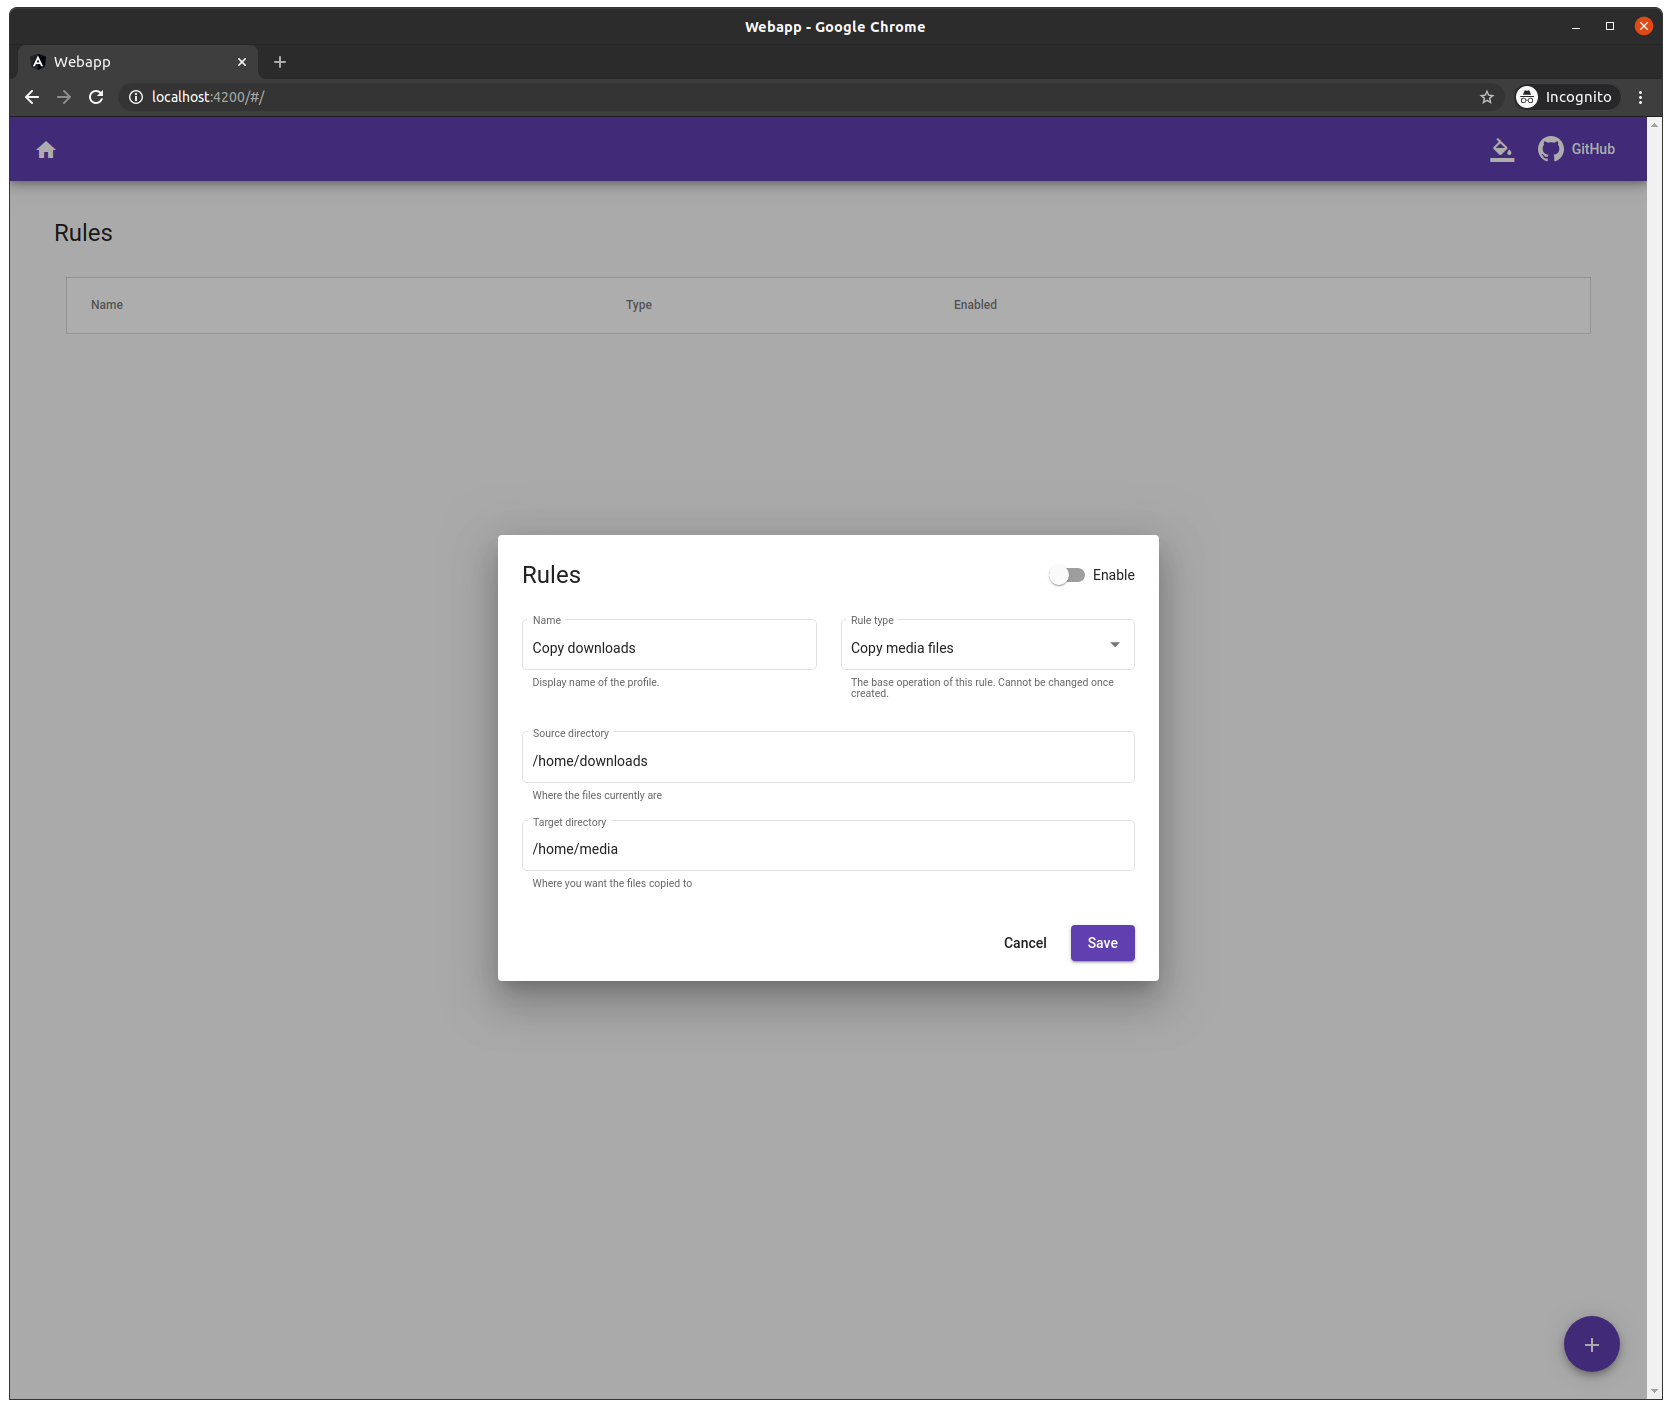 Webapp - Google Chrome
Webapp
localhost:4200/#/
Incognito
GitHub
Rules
Name Type Enabled
Rules
Enable
Name
Copy downloads
Display name of the profile.
Rule type
Copy media files
The base operation of this rule. Cannot be changed once
created.
Source directory
/home/downloads
Where the files currently are
Target directory
/home/media
Where you want the files copied to
Cancel Save